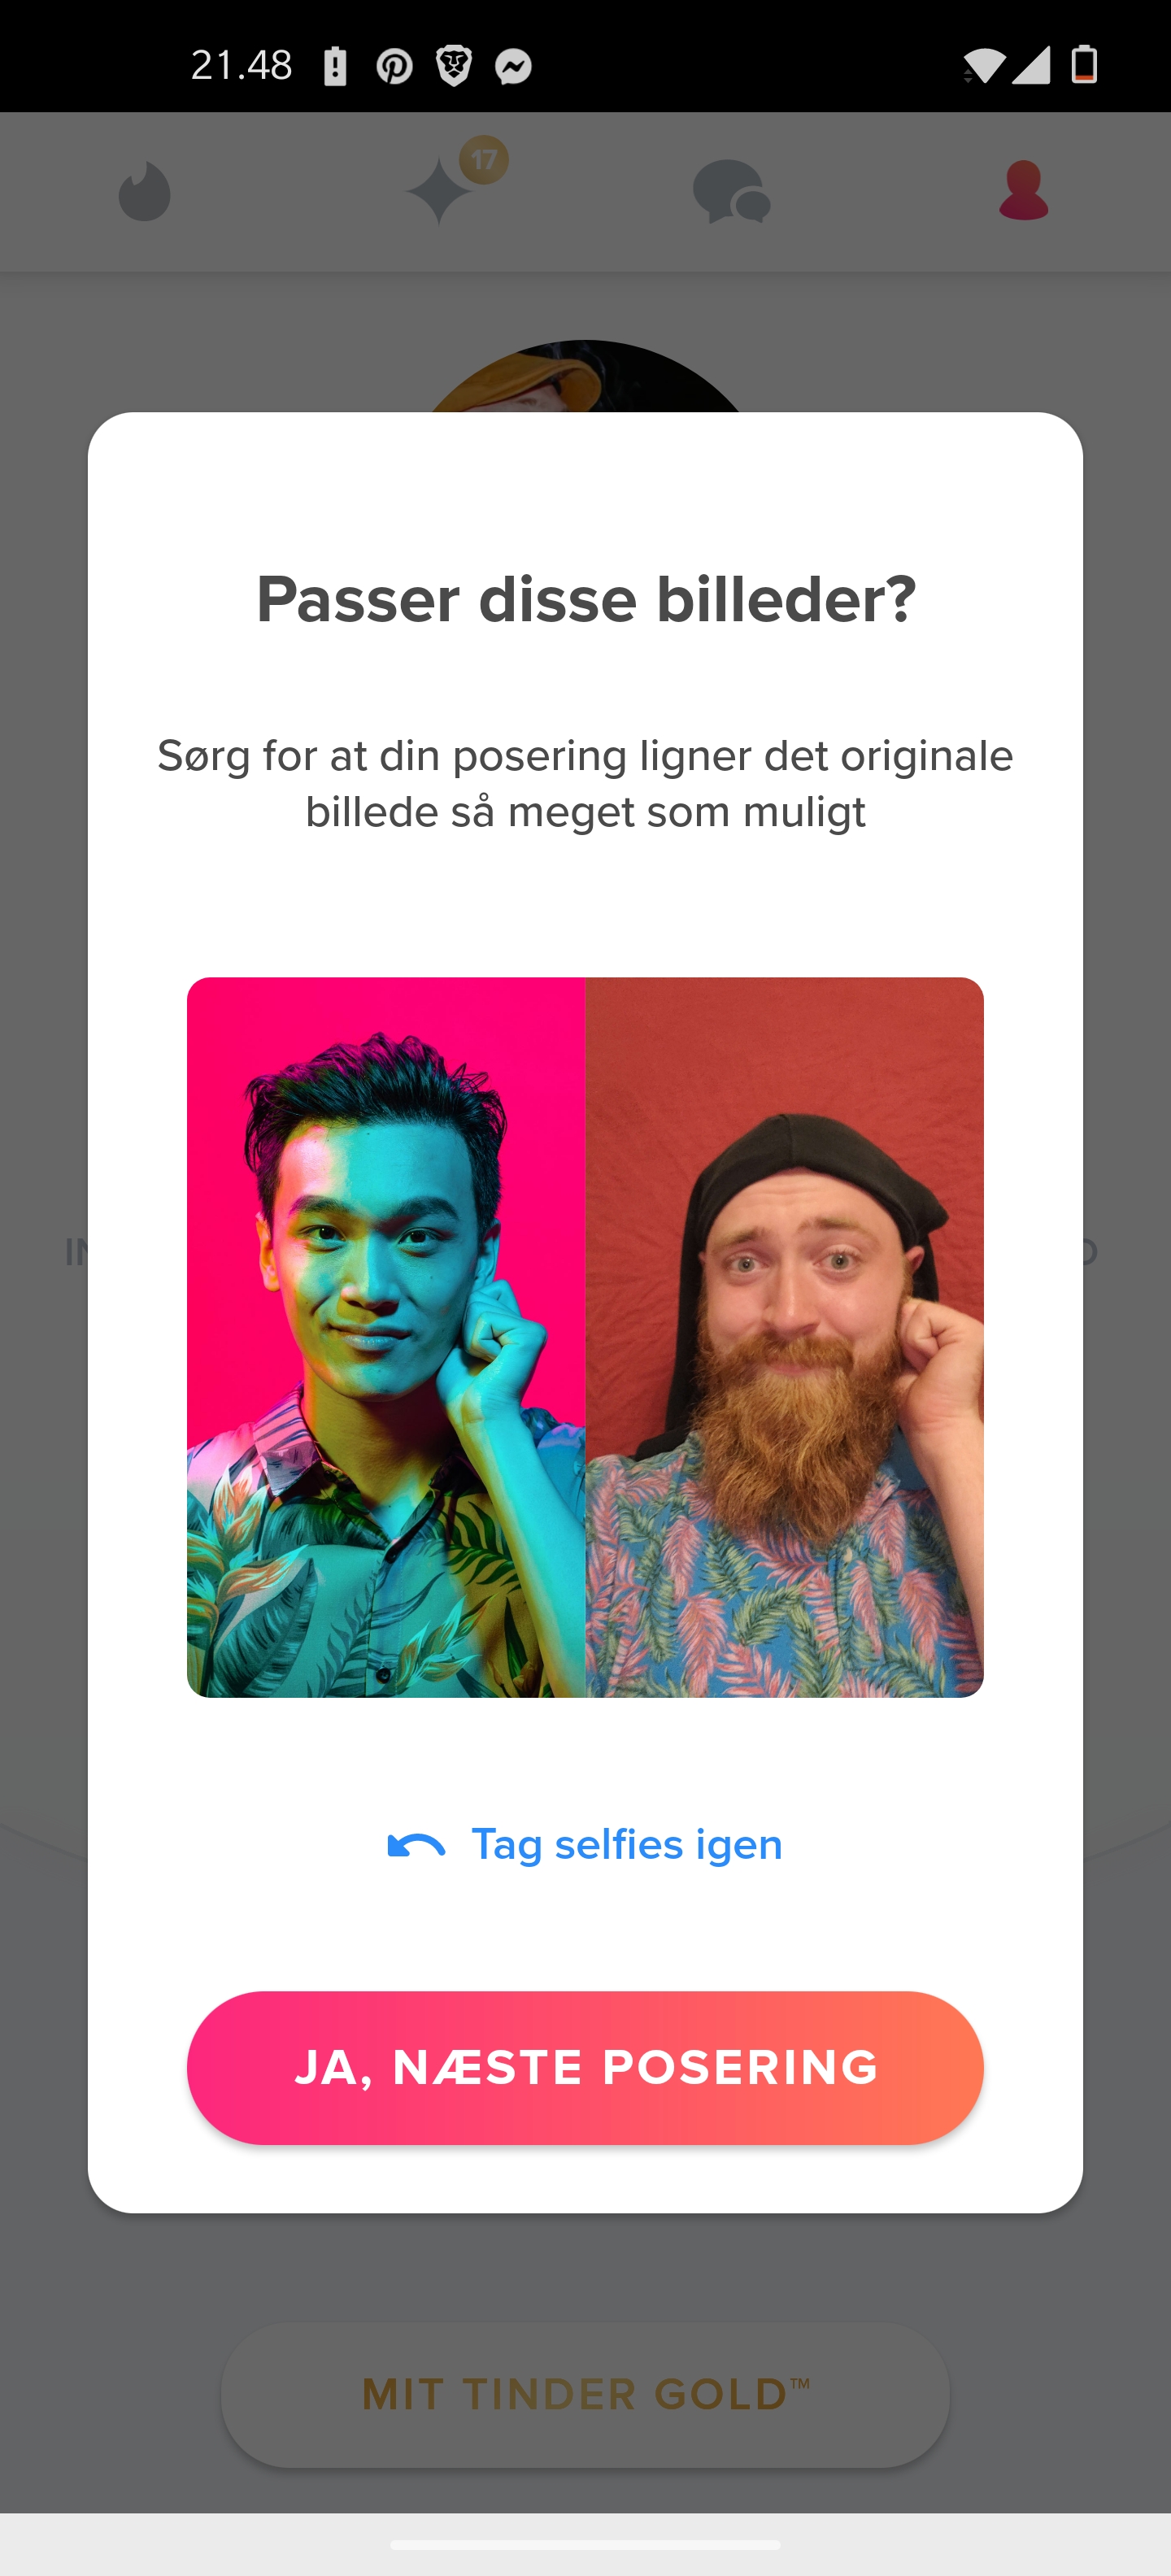 21.48
17
Passer disse billeder?
Sørg for at din posering ligner det originale
billede så meget som muligt
Tag selfies igen
JA, NÆSTE POSERING
MIT TINDER GOLD™